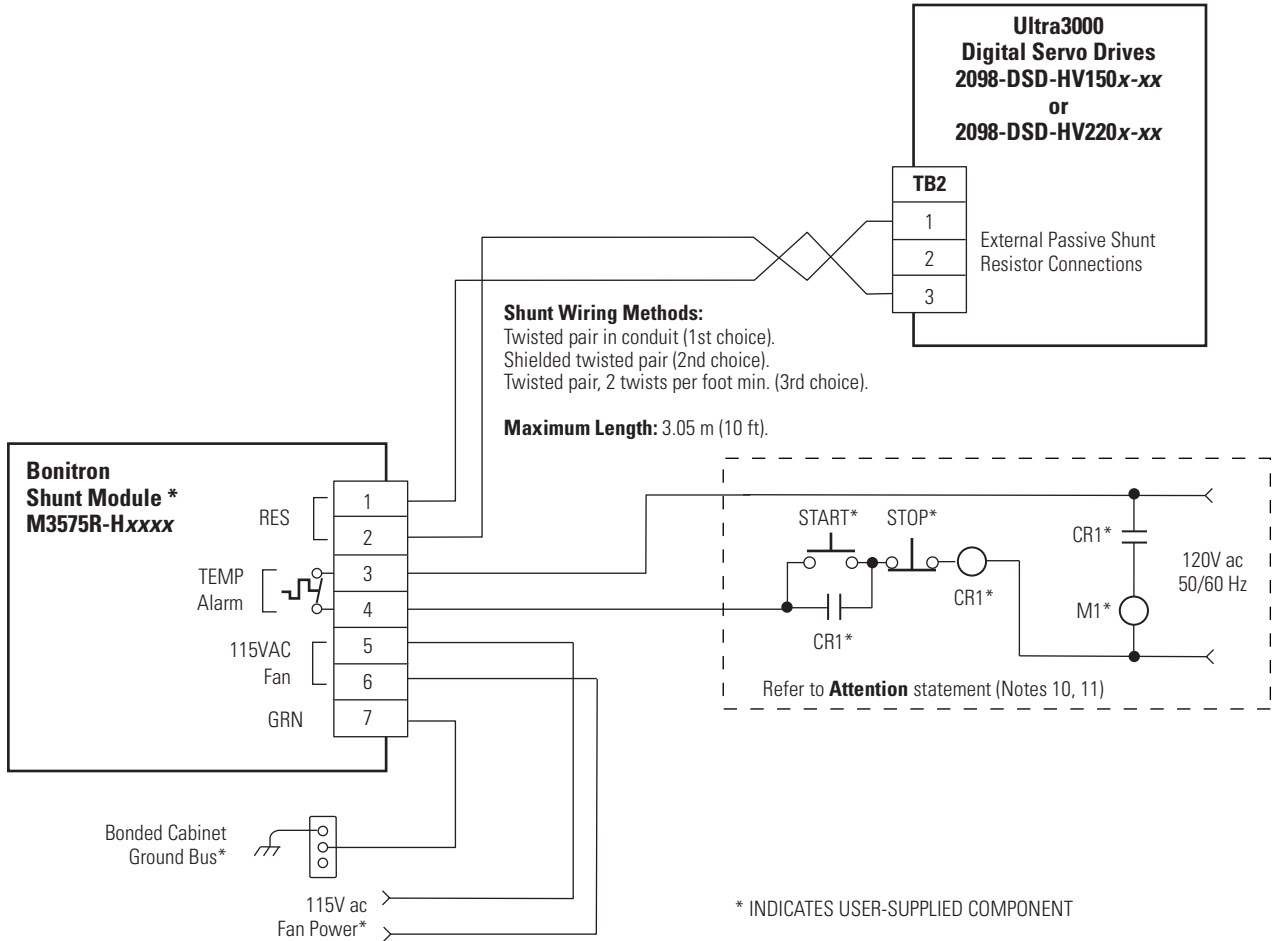 Ultra3000
Digital Servo Drives
2098-DSD-HV150x-xx
or
2098-DSD-HV220x-xx
TB2
1
2
3
External Passive Shunt
Resistor Connections
Shunt Wiring Methods:
Twisted pair in conduit (1st choice).
Shielded twisted pair (2nd choice).
Twisted pair, 2 twists per foot min. (3rd choice).
Maximum Length: 3.05 m (10 ft).
Bonitron
Shunt Module *
M3575R-Hxxxx
RES
1
2
TEMP
Alarm
3
4
115VAC
Fan
5
6
GRN
7
START*
STOP*
CR1*
CR1*
CR1*
M1*
120V ac
50/60 Hz
Refer to Attention statement (Notes 10, 11)
Bonded Cabinet
Ground Bus*
115V ac
Fan Power*
* INDICATES USER-SUPPLIED COMPONENT